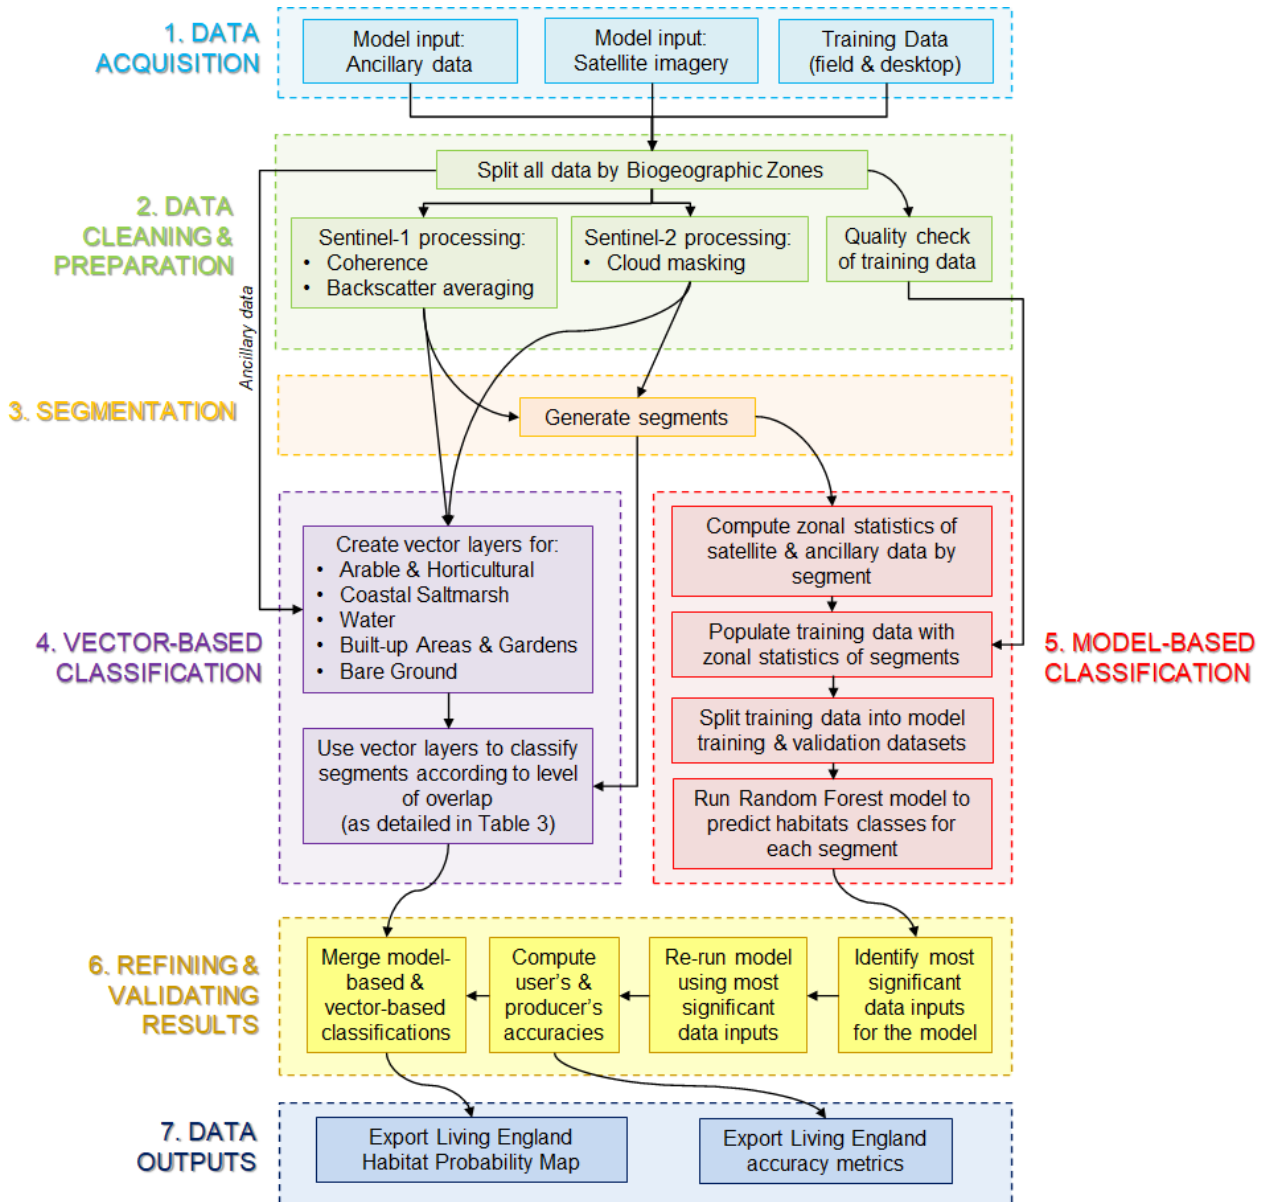 1. DATA
ACQUISITION
Model input:
Ancillary data
Model input:
Satellite imagery
Training Data
(field & desktop)
2. DATA
CLEANING &
PREPARATION
Split all data by Biogeographic Zones
Sentinel-1 processing:
• Coherence
• Backscatter averaging
Sentinel-2 processing:
• Cloud masking
Quality check
of training data
Ancillary data
3. SEGMENTATION
Generate segments
4. VECTOR-BASED
CLASSIFICATION
Create vector layers for:
• Arable & Horticultural
• Coastal Saltmarsh
• Water
• Built-up Areas & Gardens
• Bare Ground
Use vector layers to classify
segments according to level
of overlap
(as detailed in Table 3)
5. MODEL-BASED
CLASSIFICATION
Compute zonal statistics of
satellite & ancillary data by
segment
Populate training data with
zonal statistics of segments
Split training data into model
training & validation datasets
Run Random Forest model to
predict habitats classes for
each segment
6. REFINING &
VALIDATING
RESULTS
Merge model-
based &
vector-based
classifications
Compute
user's &
producer's
accuracies
Re-run model
using most
significant
data inputs
Identify most
significant
data inputs
for the model
7. DATA
OUTPUTS
Export Living England
Habitat Probability Map
Export Living England
accuracy metrics